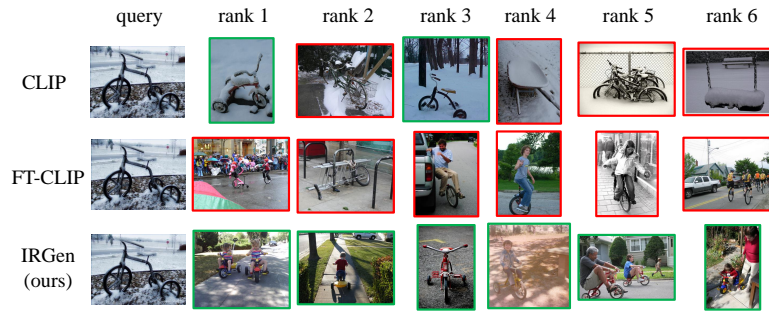 query rank 1 rank 2 rank 3 rank 4 rank 5 rank 6
CLIP
FT-CLIP
IRGen
(ours)